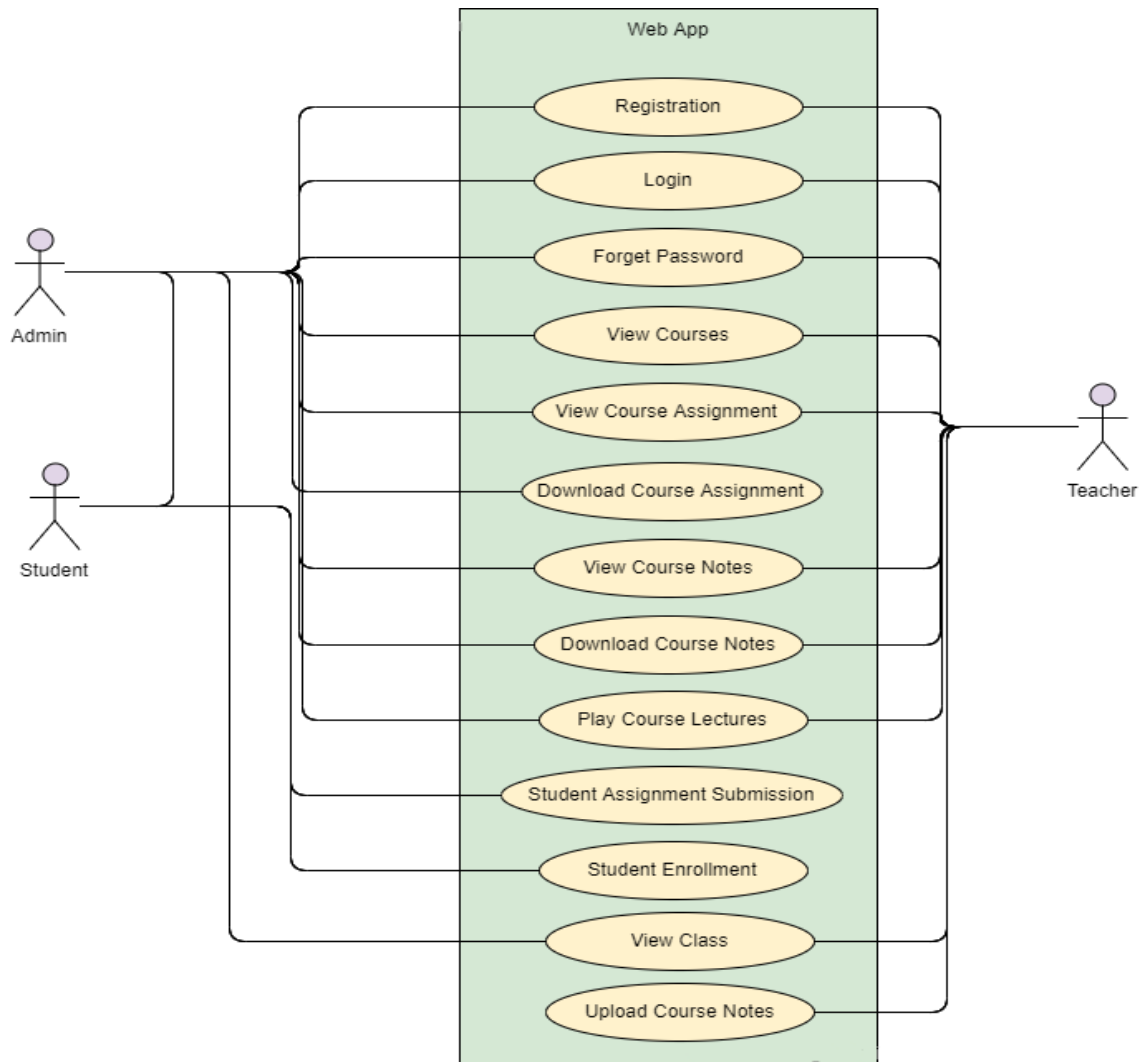 Web App
Registration
Login
Forget Password
View Courses
View Course Assignment
Download Course Assignment
View Course Notes
Download Course Notes
Play Course Lectures
Student Assignment Submission
Student Enrollment
View Class
Upload Course Notes
Admin
Student
Teacher